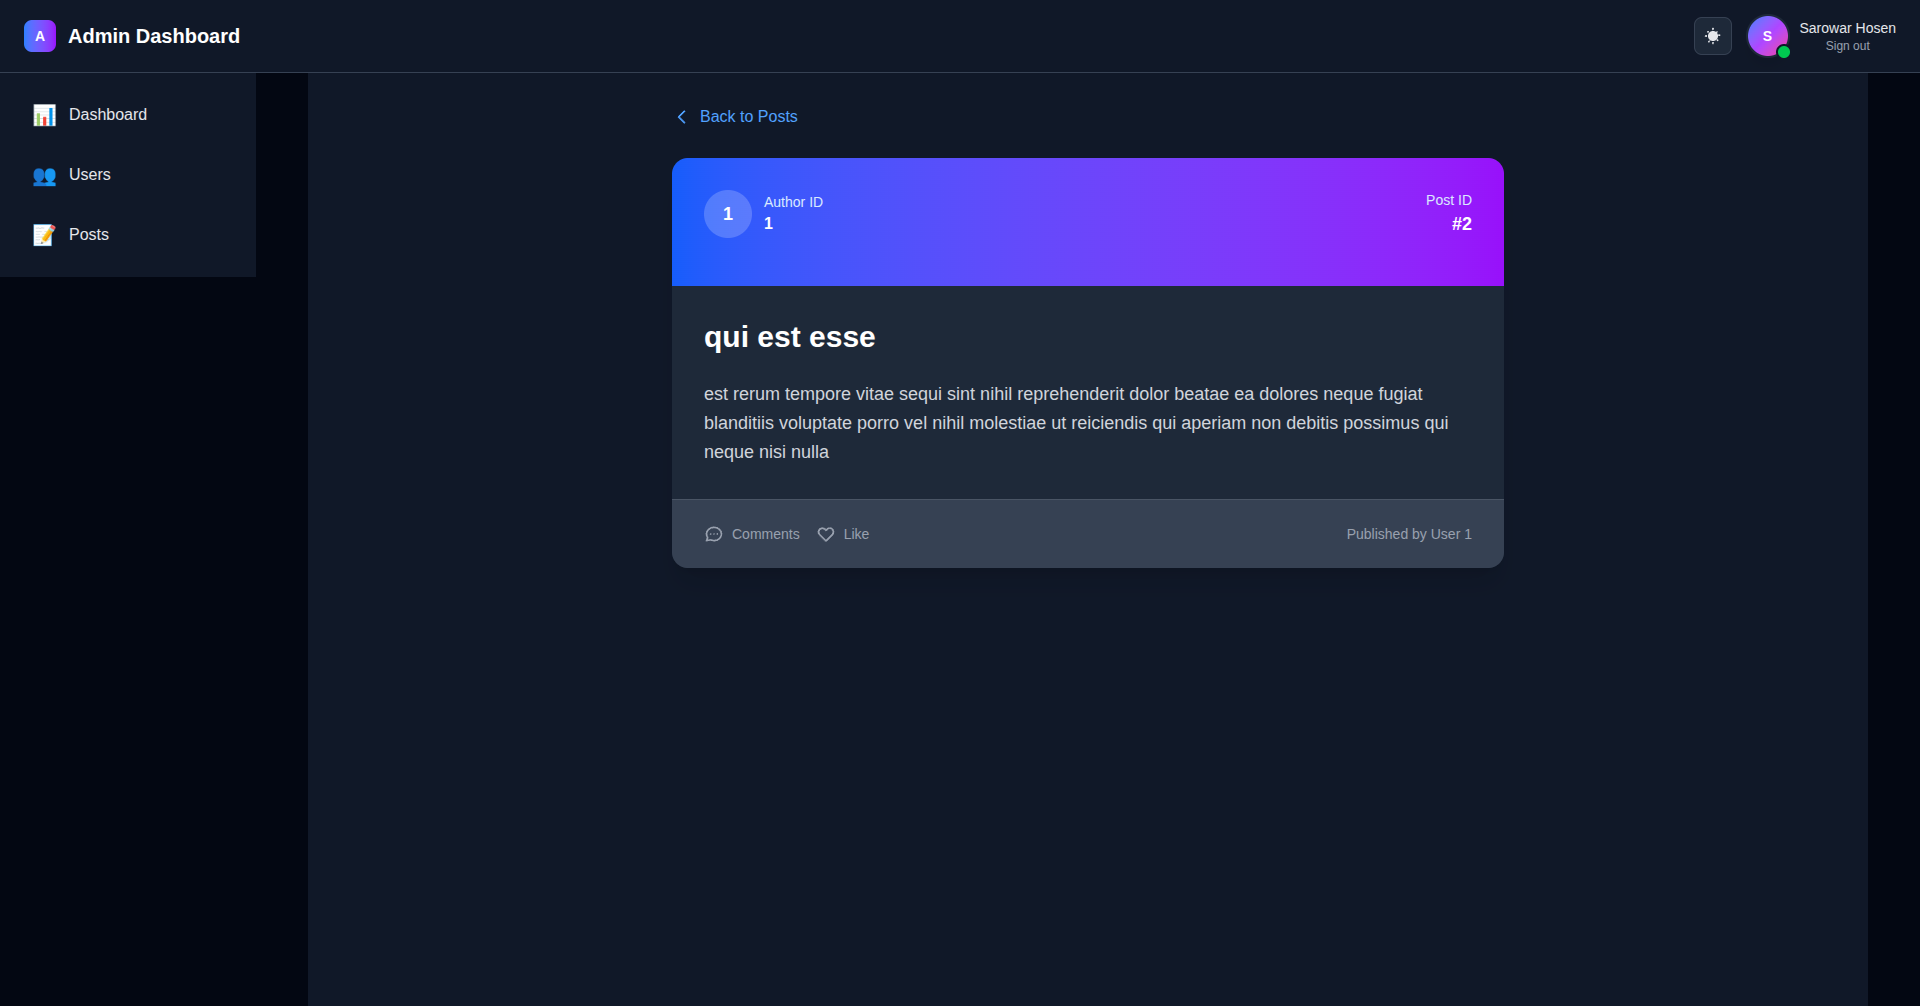 A
Admin Dashboard
S
Sarowar Hosen
Sign out
Dashboard
Users
Posts
Back to Posts
1
Author ID
1
Post ID
#2
qui est esse
est rerum tempore vitae sequi sint nihil reprehenderit dolor beatae ea dolores neque fugiat
blanditiis voluptate porro vel nihil molestiae ut reiciendis qui aperiam non debitis possimus qui
neque nisi nulla
Comments
Like
Published by User 1